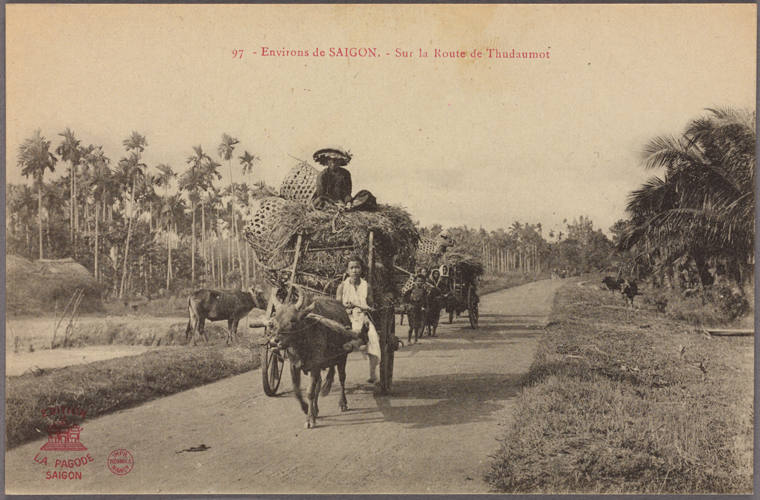 97 - Environs de SAIGON. - Sur la Route de Thudaumot
LA PAGODE
SAIGON